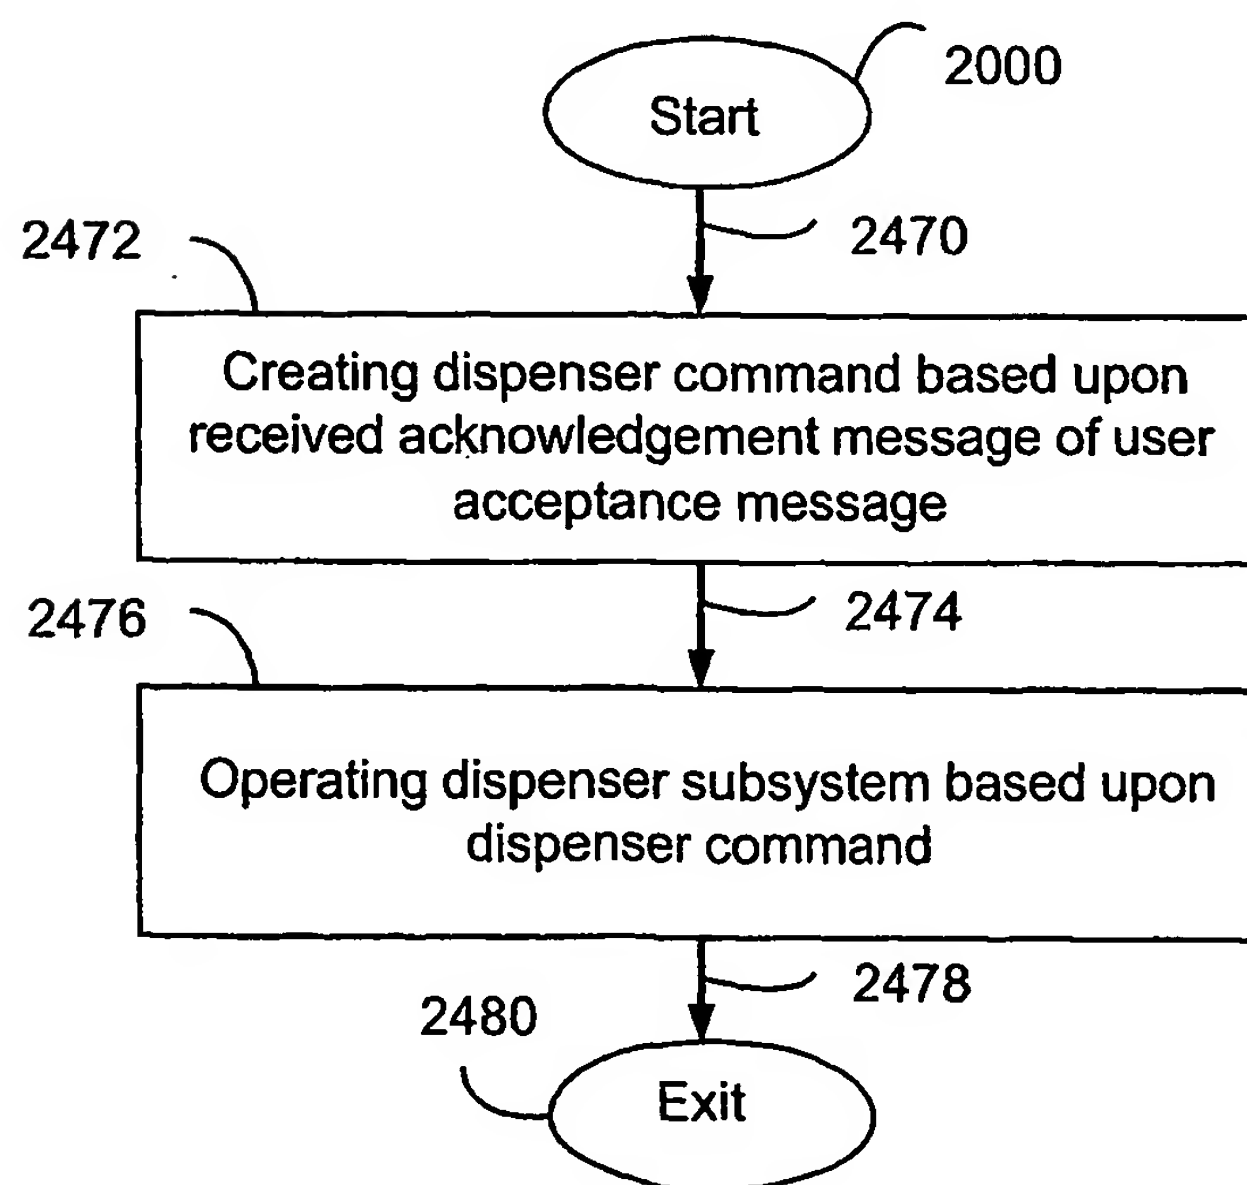 2000
Start
2470
2472
Creating dispenser command based upon
received acknowledgement message of user
acceptance message
2474
2476
Operating dispenser subsystem based upon
dispenser command
2478
2480
Exit